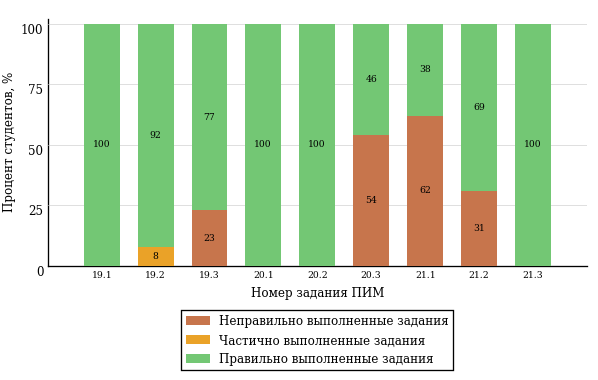 Процент студентов, %
100
75
50
25
0
100 92 77 100 100 46 38 69 100
8 23 54 62 31
19.1 19.2 19.3 20.1 20.2 20.3 21.1 21.2 21.3
Номер задания ПИМ
Неправильно выполненные задания
Частично выполненные задания
Правильно выполненные задания